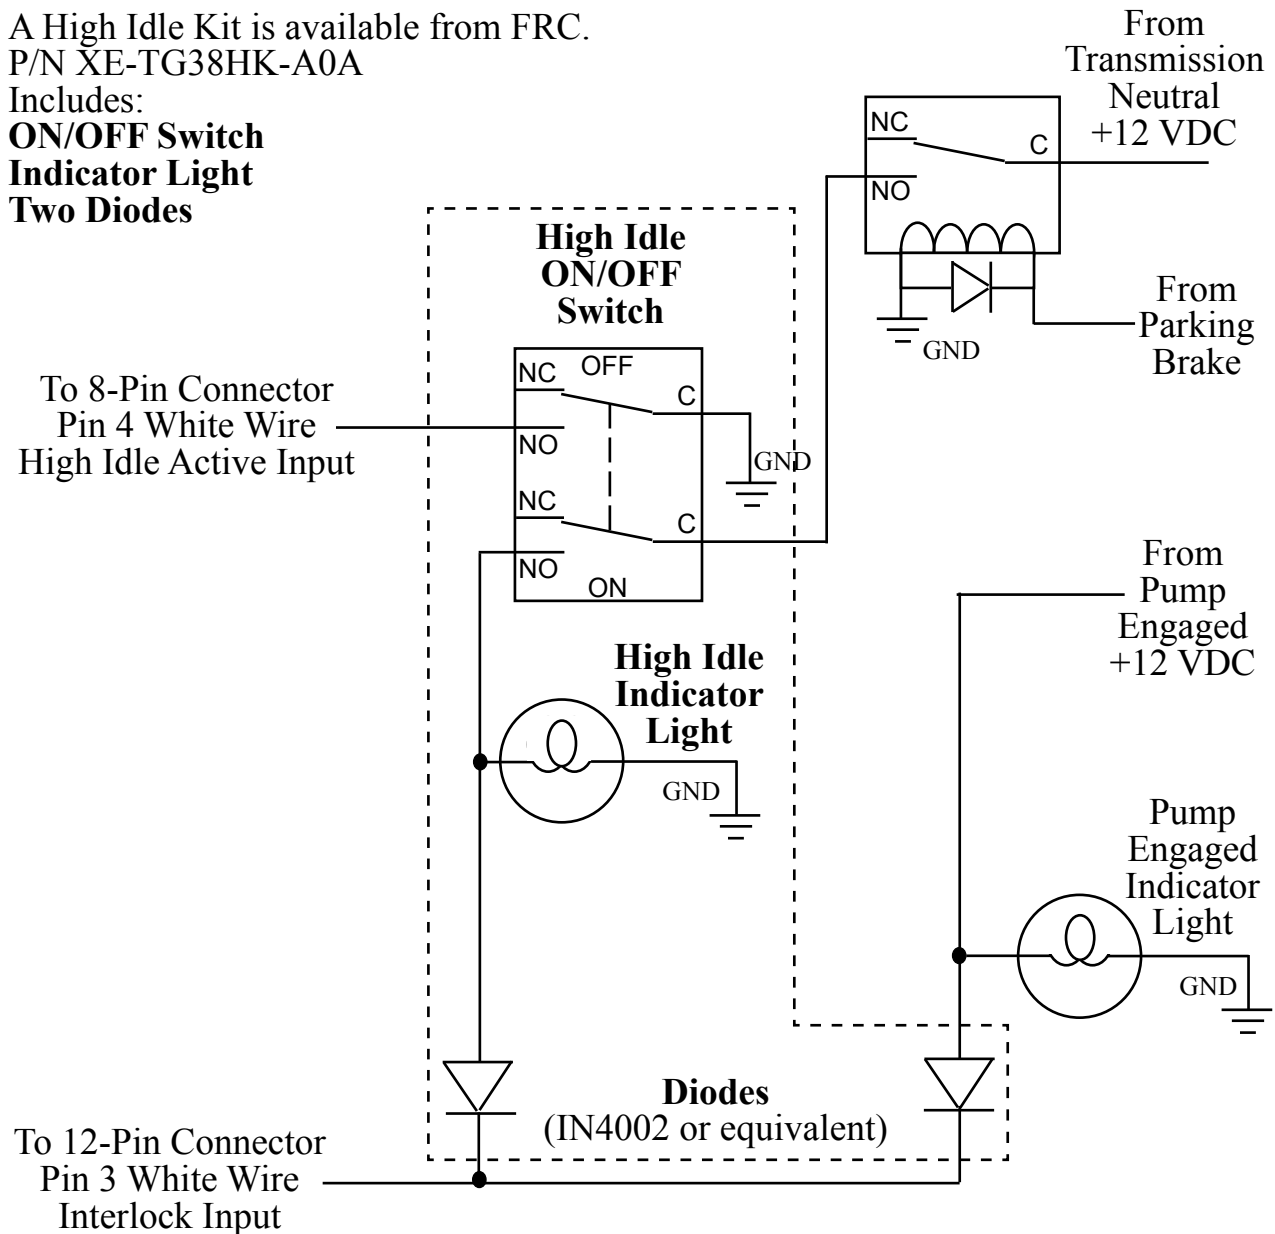 A High Idle Kit is available from FRC.
P/N XE-TG38HK-A0A
Includes:
ON/OFF Switch
Indicator Light
Two Diodes
From
Transmission
Neutral
+12 VDC
NC
C
NO
GND
From
Parking
Brake
High Idle
ON/OFF
Switch
OFF
NC
C
NO
GND
NC
C
NO
ON
To 8-Pin Connector
Pin 4 White Wire
High Idle Active Input
From
Pump
Engaged
+12 VDC
High Idle
Indicator
Light
GND
Pump
Engaged
Indicator
Light
GND
Diodes
(IN4002 or equivalent)
To 12-Pin Connector
Pin 3 White Wire
Interlock Input